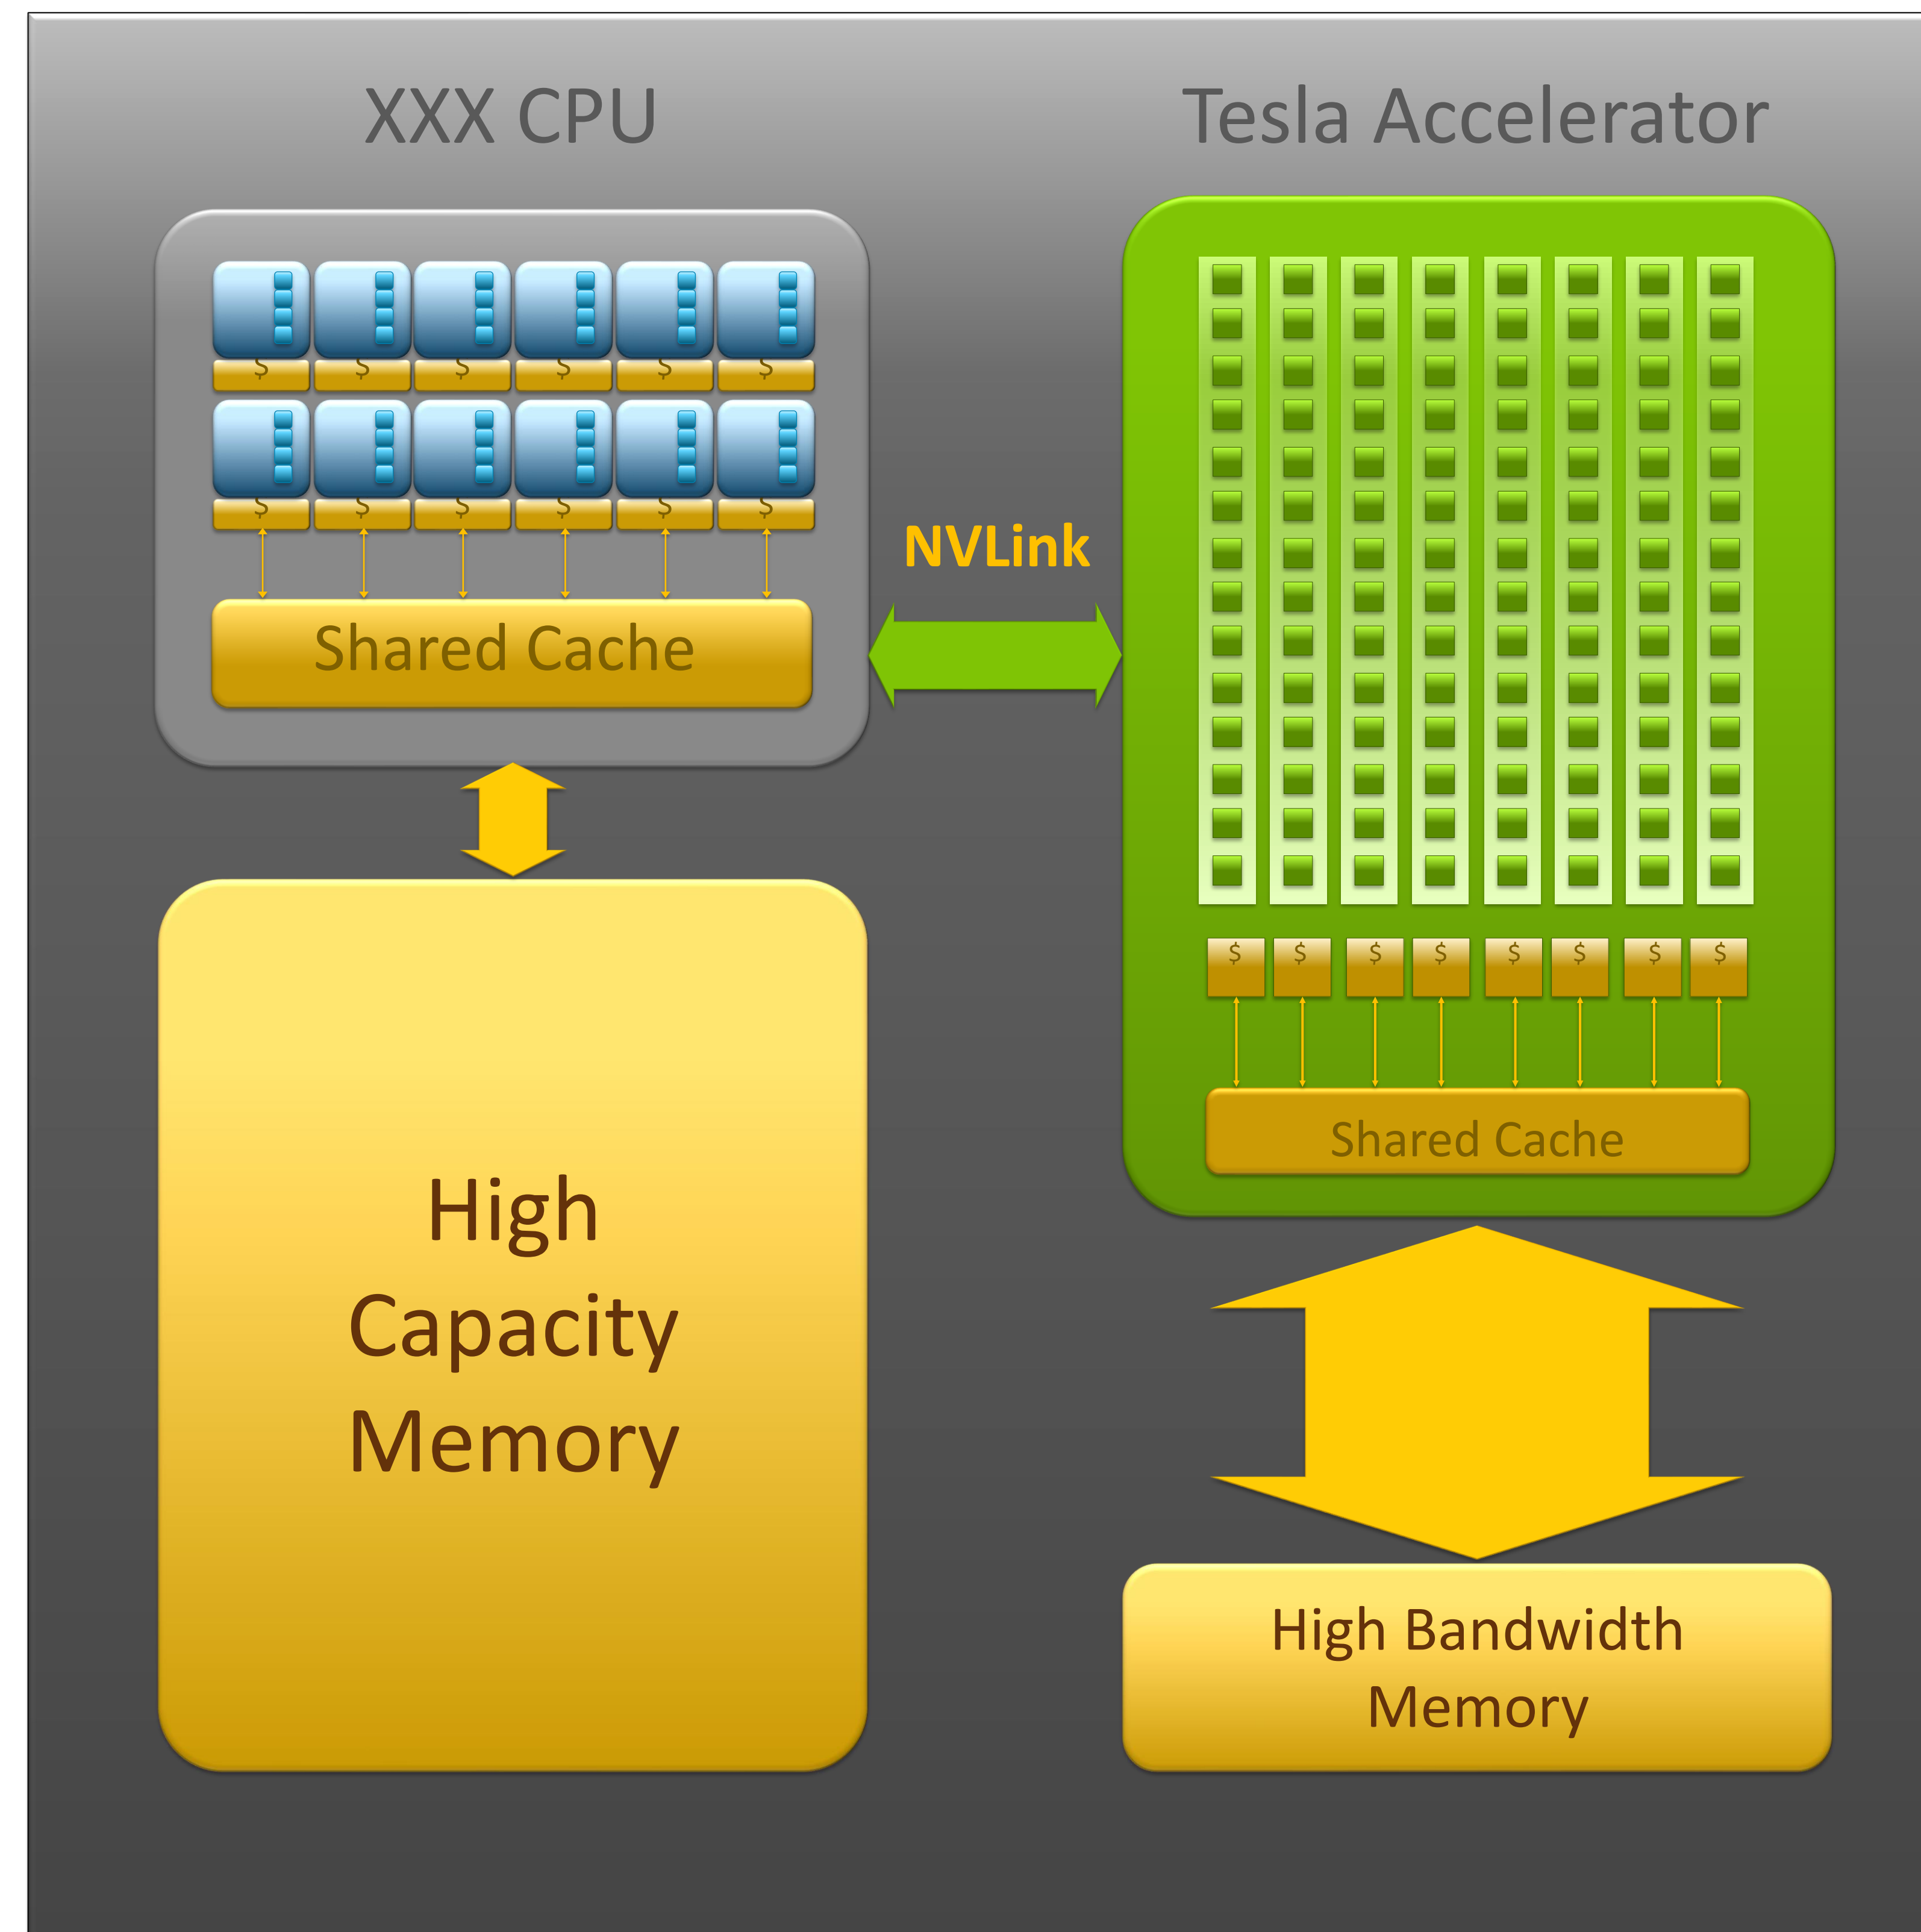 XXX CPU
Tesla Accelerator
$ $ $ $ $ $
$ $ $ $ $ $
NVLink
Shared Cache
$ $ $ $ $ $ $ $
Shared Cache
High
Capacity
Memory
High Bandwidth
Memory